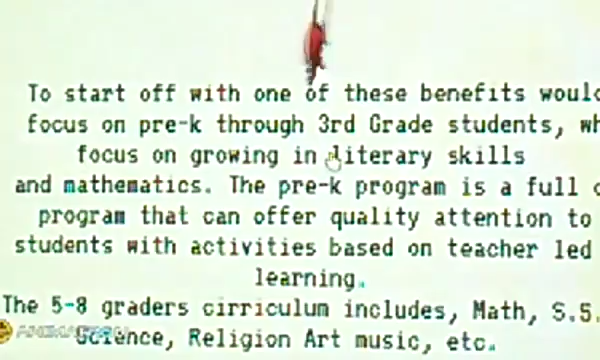 To start off with one of these benefits would
focus on pre-k through 3rd Grade students,
focus on growing in literary skills
and mathematics. The pre-k program is a full
program that can offer quality attention to
students with activities based on teacher led
learning.
The 5-8 graders cirriculum includes, Math, S.S.
Science, Religion Art music, etc.